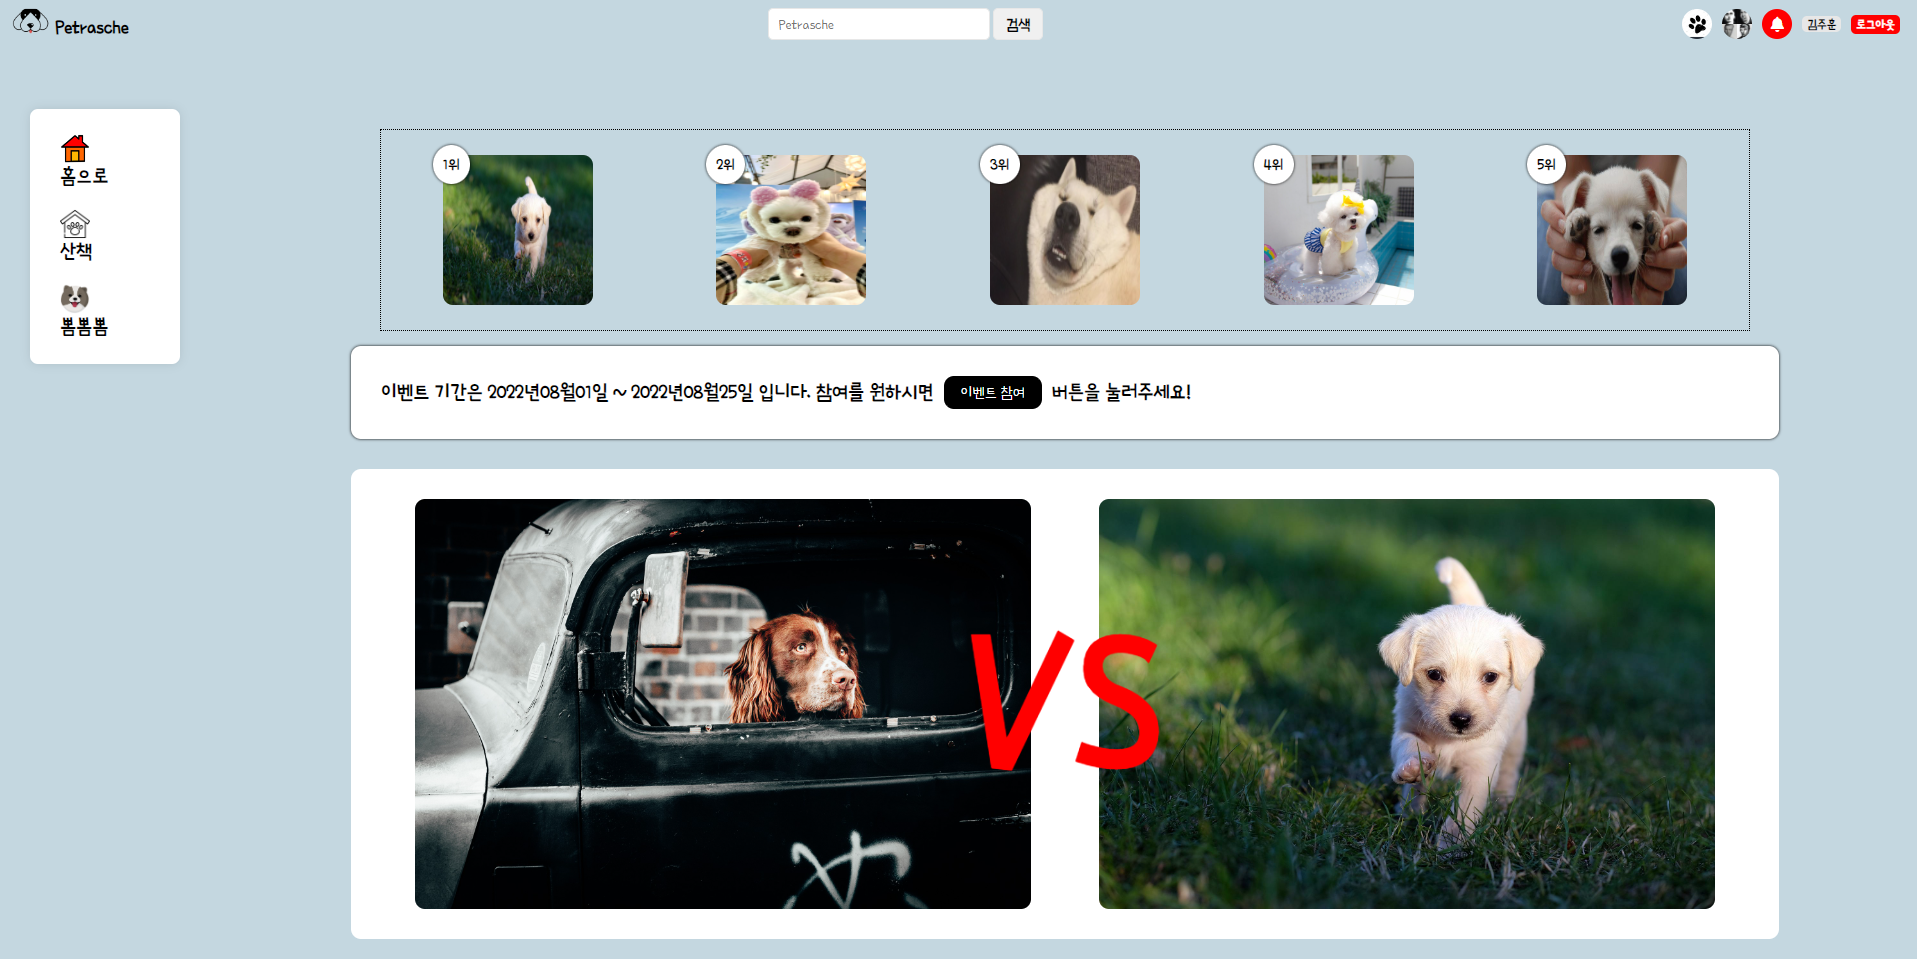 Petrasche
Petrasche
검색
김주훈
로그아웃
홈으로
산책
뽐뽐뽐
1위
2위
3위
4위
5위
이벤트 기간은 2022년08월01일 ~ 2022년08월25일 입니다. 참여를 원하시면 이벤트 참여 버튼을 눌러주세요!
VS